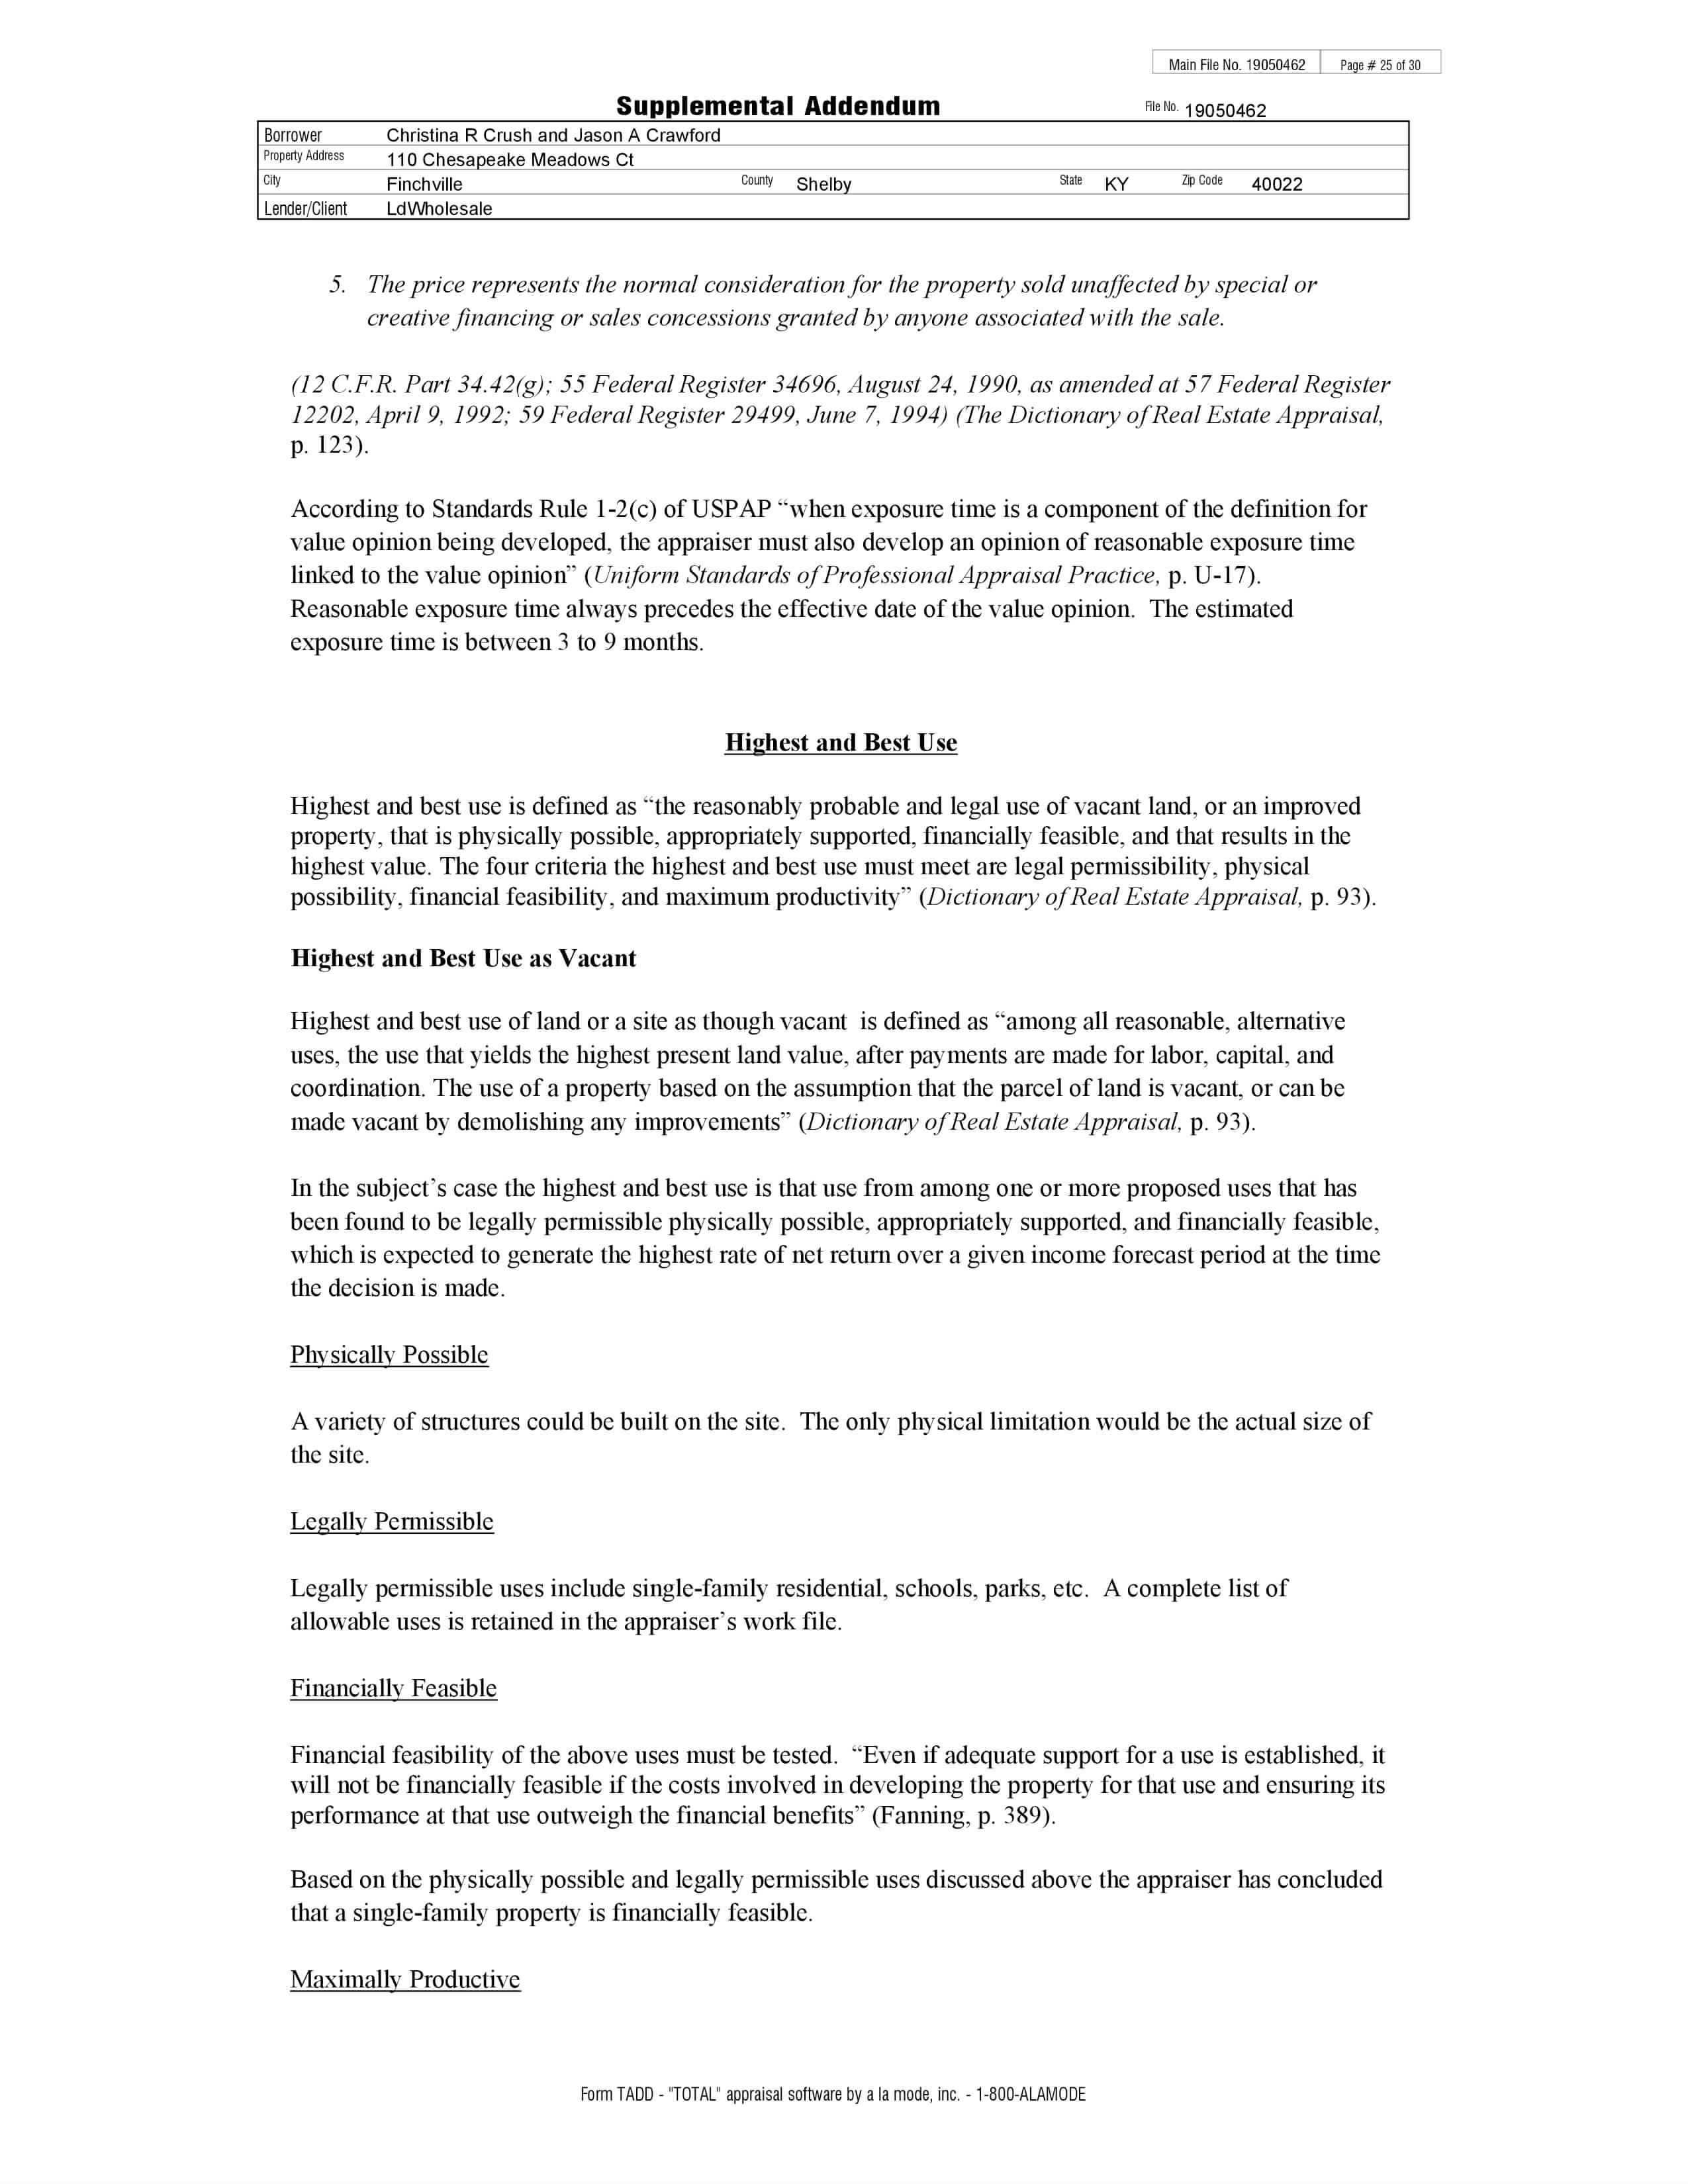 Main File No. 19050462 Page # 25 of 30
Supplemental Addendum File No. 19050462
Borrower Christina R Crush and Jason A Crawford
Property Address 110 Chesapeake Meadows Ct
City Finchville County Shelby State KY Zip Code 40022
Lender/Client LdWholesale
5. The price represents the normal consideration for the property sold unaffected by special or
creative financing or sales concessions granted by anyone associated with the sale.
(12 C.F.R. Part 34.42(g); 55 Federal Register 34696, August 24, 1990, as amended at 57 Federal Register
12202, April 9, 1992; 59 Federal Register 29499, June 7, 1994) (The Dictionary of Real Estate Appraisal,
p. 123).
According to Standards Rule 1-2(c) of USPAP “when exposure time is a component of the definition for
value opinion being developed, the appraiser must also develop an opinion of reasonable exposure time
linked to the value opinion” (Uniform Standards of Professional Appraisal Practice, p. U-17).
Reasonable exposure time always precedes the effective date of the value opinion. The estimated
exposure time is between 3 to 9 months.
Highest and Best Use
Highest and best use is defined as “the reasonably probable and legal use of vacant land, or an improved
property, that is physically possible, appropriately supported, financially feasible, and that results in the
highest value. The four criteria the highest and best use must meet are legal permissibility, physical
possibility, financial feasibility, and maximum productivity” (Dictionary of Real Estate Appraisal, p. 93).
Highest and Best Use as Vacant
Highest and best use of land or a site as though vacant is defined as “among all reasonable, alternative
uses, the use that yields the highest present land value, after payments are made for labor, capital, and
coordination. The use of a property based on the assumption that the parcel of land is vacant, or can be
made vacant by demolishing any improvements” (Dictionary of Real Estate Appraisal, p. 93).
In the subject’s case the highest and best use is that use from among one or more proposed uses that has
been found to be legally permissible physically possible, appropriately supported, and financially feasible,
which is expected to generate the highest rate of net return over a given income forecast period at the time
the decision is made.
Physically Possible
A variety of structures could be built on the site. The only physical limitation would be the actual size of
the site.
Legally Permissible
Legally permissible uses include single-family residential, schools, parks, etc. A complete list of
allowable uses is retained in the appraiser’s work file.
Financially Feasible
Financial feasibility of the above uses must be tested. “Even if adequate support for a use is established, it
will not be financially feasible if the costs involved in developing the property for that use and ensuring its
performance at that use outweigh the financial benefits” (Fanning, p. 389).
Based on the physically possible and legally permissible uses discussed above the appraiser has concluded
that a single-family property is financially feasible.
Maximally Productive
Form TADD - "TOTAL" appraisal software by a la mode, inc. - 1-800-ALAMODE